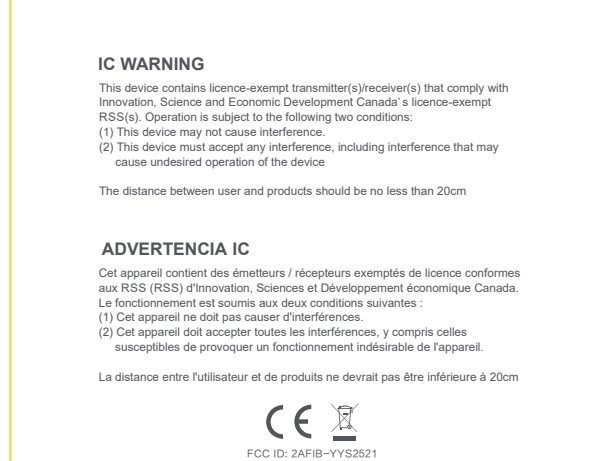 IC WARNING
This device contains licence-exempt transmitter(s)/receiver(s) that comply with
Innovation, Science and Economic Development Canada's licence-exempt
RSS(s). Operation is subject to the following two conditions:
(1) This device may not cause interference.
(2) This device must accept any interference, including interference that may
cause undesired operation of the device
The distance between user and products should be no less than 20cm
ADVERTENCIA IC
Cet appareil contient des émetteurs / récepteurs exemptés de licence conformes
aux RSS (RSS) d'Innovation, Sciences et Développement économique Canada.
Le fonctionnement est soumis aux deux conditions suivantes :
(1) Cet appareil ne doit pas causer d'interférences.
(2) Cet appareil doit accepter toutes les interférences, y compris celles
susceptibles de provoquer un fonctionnement indésirable de l'appareil.
La distance entre l'utilisateur et de produits ne devrait pas être inférieure à 20cm
CE
FCC ID: 2AFIB-YYS2521